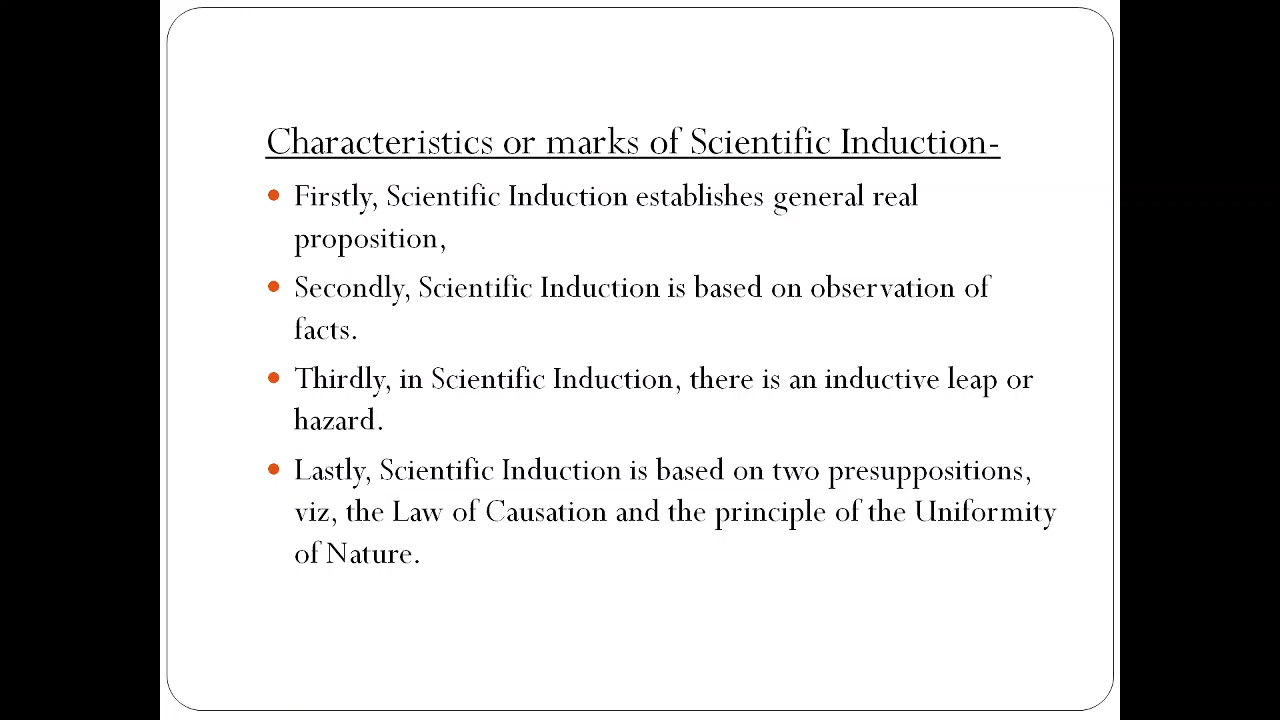 Characteristics or marks of Scientific Induction-
Firstly, Scientific Induction establishes general real
proposition,
Secondly, Scientific Induction is based on observation of
facts.
Thirdly, in Scientific Induction, there is an inductive leap or
hazard.
Lastly, Scientific Induction is based on two presuppositions,
viz, the Law of Causation and the principle of the Uniformity
of Nature.